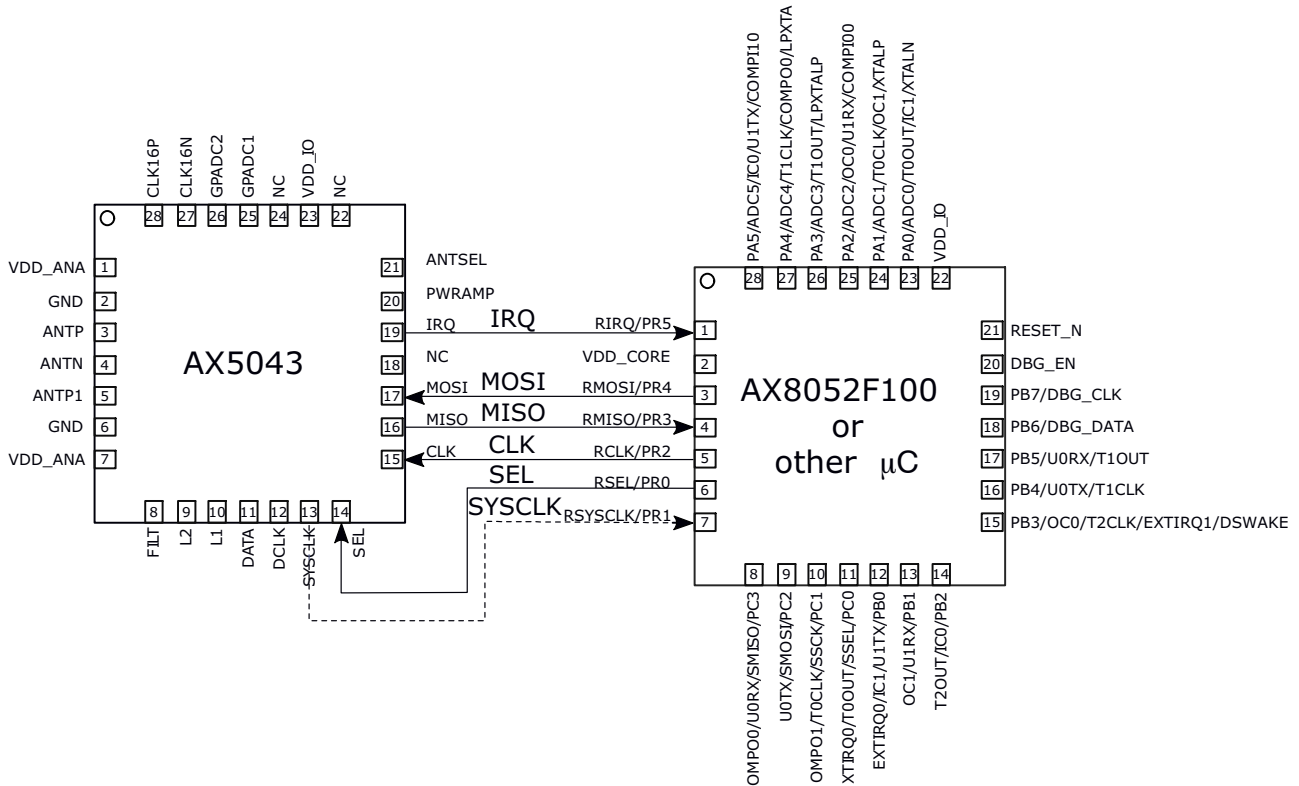 CLK16P
CLK16N
GPADC2
GPADC1
NC
VDD_IO
NC
28
27
26
25
24
23
22
VDD_ANA 1
GND 2
ANTP 3
ANTN 4
ANTP1 5
GND 6
VDD_ANA 7
AX5043
21 ANTSEL
20 PWRAMP
19 IRQ
18 NC
17 MOSI
16 MISO
15 CLK
8
9
10
11
12
13
14
FILT
L2
L1
DATA
DCLK
SYSCLK
SEL
IRQ
MOSI
MISO
CLK
SEL
SYSCLK
PA5/ADC5/IC0/U1TX/COMPI10
PA4/ADC4/T1CLK/COMPO0/LPXTA
PA3/ADC3/T1OUT/LPXTALP
PA2/ADC2/OC0/U1RX/COMPI00
PA1/ADC1/T0CLK/OC1/XTALP
PA0/ADC0/T0OUT/IC1/XTALN
VDD_IO
28
27
26
25
24
23
22
RIRQ/PR5 1
VDD_CORE 2
RMOSI/PR4 3
RMISO/PR3 4
RCLK/PR2 5
RSEL/PR0 6
RSYSCLK/PR1 7
AX8052F100
or
other μC
21 RESET_N
20 DBG_EN
19 PB7/DBG_CLK
18 PB6/DBG_DATA
17 PB5/U0RX/T1OUT
16 PB4/U0TX/T1CLK
15 PB3/OC0/T2CLK/EXTIRQ1/DSWAKE
8
9
10
11
12
13
14
OMPO0/U0RX/SMISO/PC3
U0TX/SMOSI/PC2
OMPO1/T0CLK/SSCK/PC1
XTIRQ0/T0OUT/SSEL/PC0
EXTIRQ0/IC1/U1TX/PB0
OC1/U1RX/PB1
T2OUT/IC0/PB2